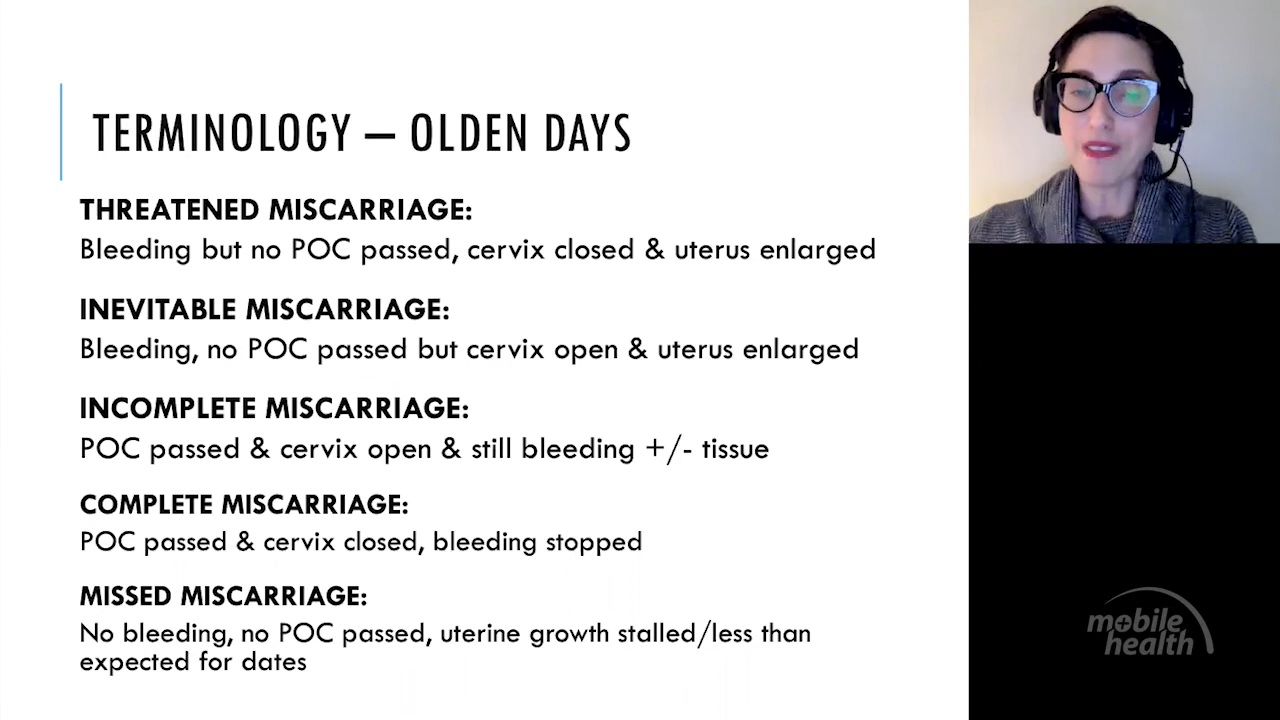 TERMINOLOGY – OLDEN DAYS
THREATENED MISCARRIAGE:
Bleeding but no POC passed, cervix closed & uterus enlarged
INEVITABLE MISCARRIAGE:
Bleeding, no POC passed but cervix open & uterus enlarged
INCOMPLETE MISCARRIAGE:
POC passed & cervix open & still bleeding +/- tissue
COMPLETE MISCARRIAGE:
POC passed & cervix closed, bleeding stopped
MISSED MISCARRIAGE:
No bleeding, no POC passed, uterine growth stalled/less than
expected for dates
mobile
health